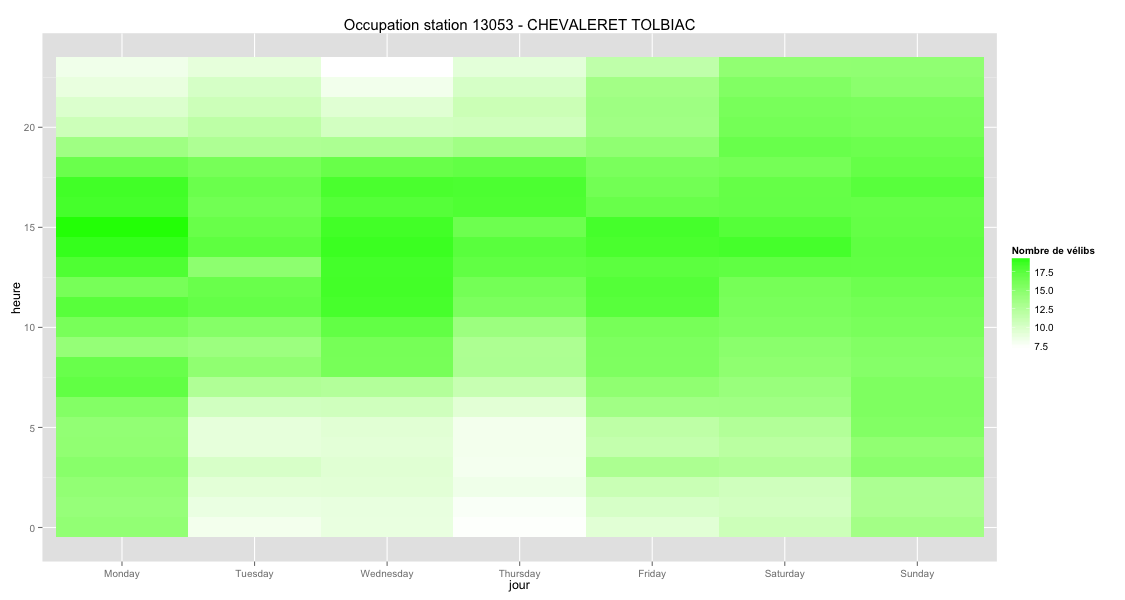 Occupation station 13053 - CHEVALERET TOLBIAC
heure
20
15
10
5
0
Monday Tuesday Wednesday Thursday Friday Saturday Sunday
jour
Nombre de vélibs
17.5
15.0
12.5
10.0
7.5